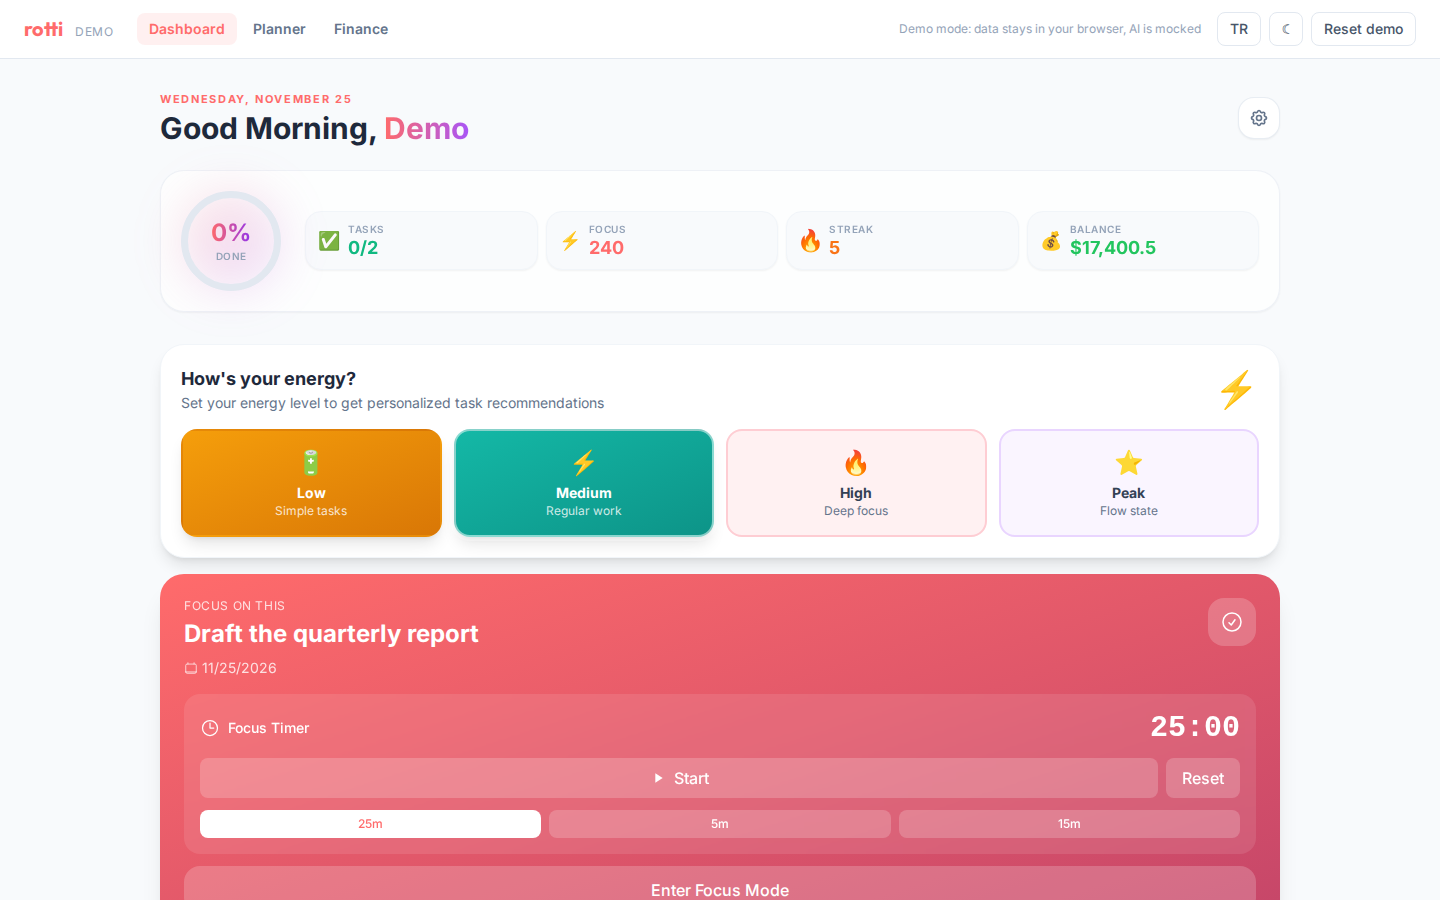 rotti DEMO Dashboard Planner Finance Demo mode: data stays in your browser, AI is mocked TR Reset demo
WEDNESDAY, NOVEMBER 25
Good Morning, Demo
0%
DONE
TASKS
0/2
FOCUS
240
STREAK
5
BALANCE
$17,400.5
How's your energy?
Set your energy level to get personalized task recommendations
Low
Simple tasks
Medium
Regular work
High
Deep focus
Peak
Flow state
FOCUS ON THIS
Draft the quarterly report
11/25/2026
Focus Timer 25:00
Start Reset
25m 5m 15m
Enter Focus Mode